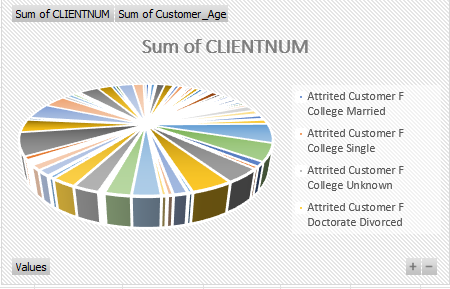 Sum of CLIENTNUM Sum of Customer_Age
Sum of CLIENTNUM
Attrited Customer F
College Married
Attrited Customer F
College Single
Attrited Customer F
College Unknown
Attrited Customer F
Doctorate Divorced
Values
+ −